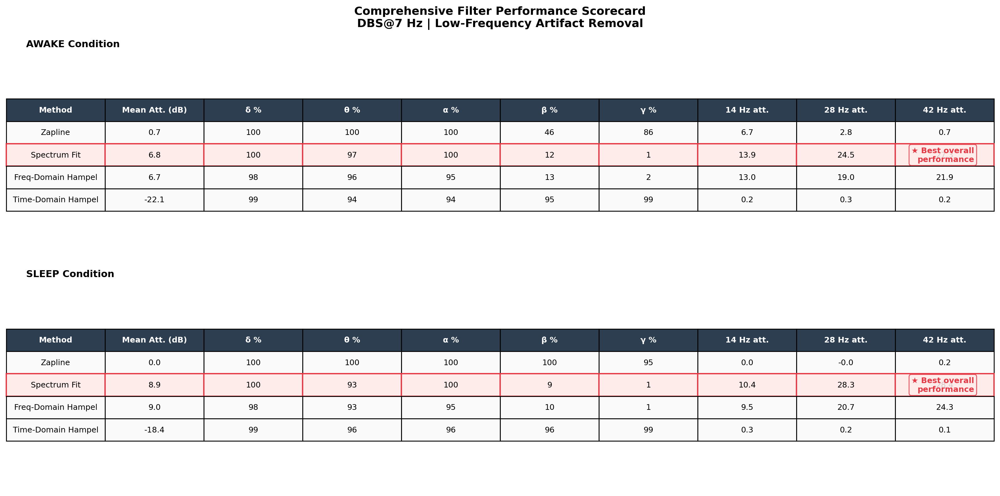 Comprehensive Filter Performance Scorecard
DBS@7 Hz | Low-Frequency Artifact Removal
AWAKE Condition
Method Mean Att. (dB) δ % θ % α % β % γ % 14 Hz att. 28 Hz att. 42 Hz att.
Zapline 0.7 100 100 100 46 86 6.7 2.8 0.7
Spectrum Fit 6.8 100 97 100 12 1 13.9 24.5 27.3
★ Best overall
performance
Freq-Domain Hampel 6.7 98 96 95 13 2 13.0 19.0 21.9
Time-Domain Hampel -22.1 99 94 94 95 99 0.2 0.3 0.2
SLEEP Condition
Method Mean Att. (dB) δ % θ % α % β % γ % 14 Hz att. 28 Hz att. 42 Hz att.
Zapline 0.0 100 100 100 100 95 0.0 -0.0 0.2
Spectrum Fit 8.9 100 93 100 9 1 10.4 28.3 28.4
★ Best overall
performance
Freq-Domain Hampel 9.0 98 93 95 10 1 9.5 20.7 24.3
Time-Domain Hampel -18.4 99 96 96 96 99 0.3 0.2 0.1